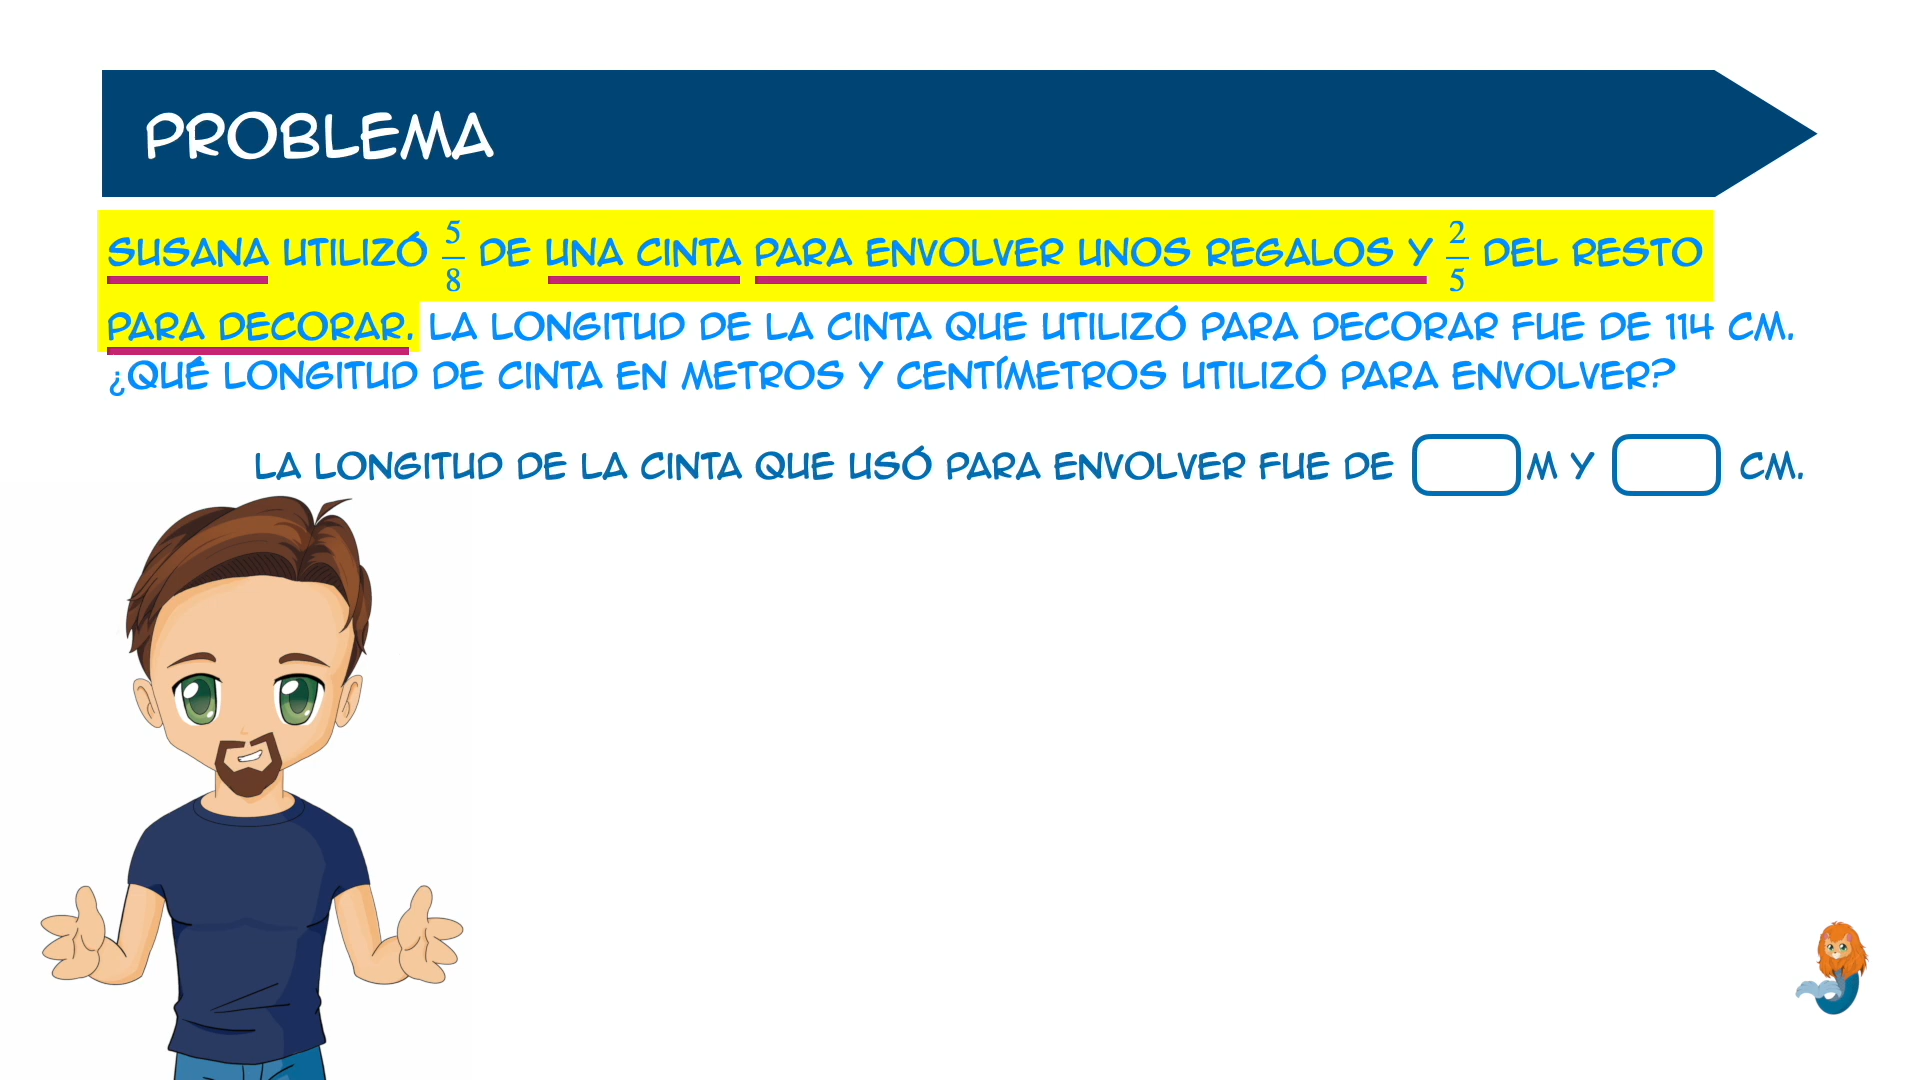 PROBLEMA
SUSANA UTILIZÓ 5/8 DE UNA CINTA PARA ENVOLVER UNOS REGALOS Y 2/5 DEL RESTO
PARA DECORAR. LA LONGITUD DE LA CINTA QUE UTILIZÓ PARA DECORAR FUE DE 114 CM.
¿QUÉ LONGITUD DE CINTA EN METROS Y CENTÍMETROS UTILIZÓ PARA ENVOLVER?
LA LONGITUD DE LA CINTA QUE USÓ PARA ENVOLVER FUE DE M Y CM.